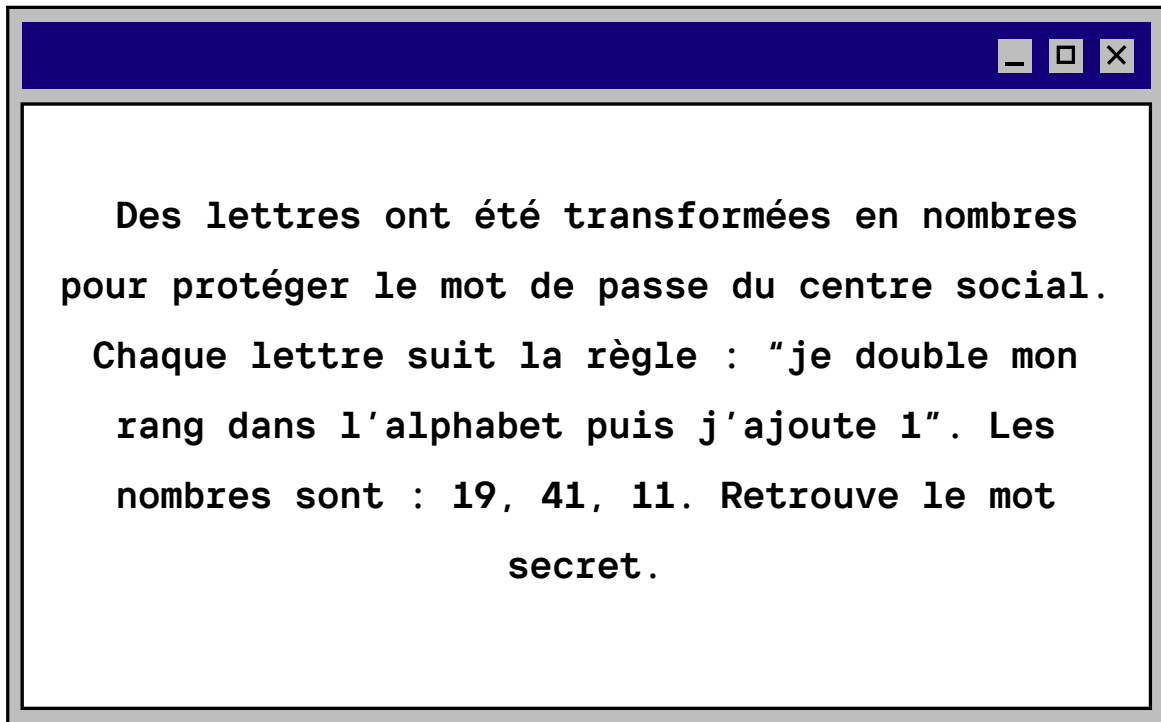 Des lettres ont été transformées en nombres
pour protéger le mot de passe du centre social.
Chaque lettre suit la règle : “je double mon
rang dans l’alphabet puis j’ajoute 1”. Les
nombres sont : 19, 41, 11. Retrouve le mot
secret.